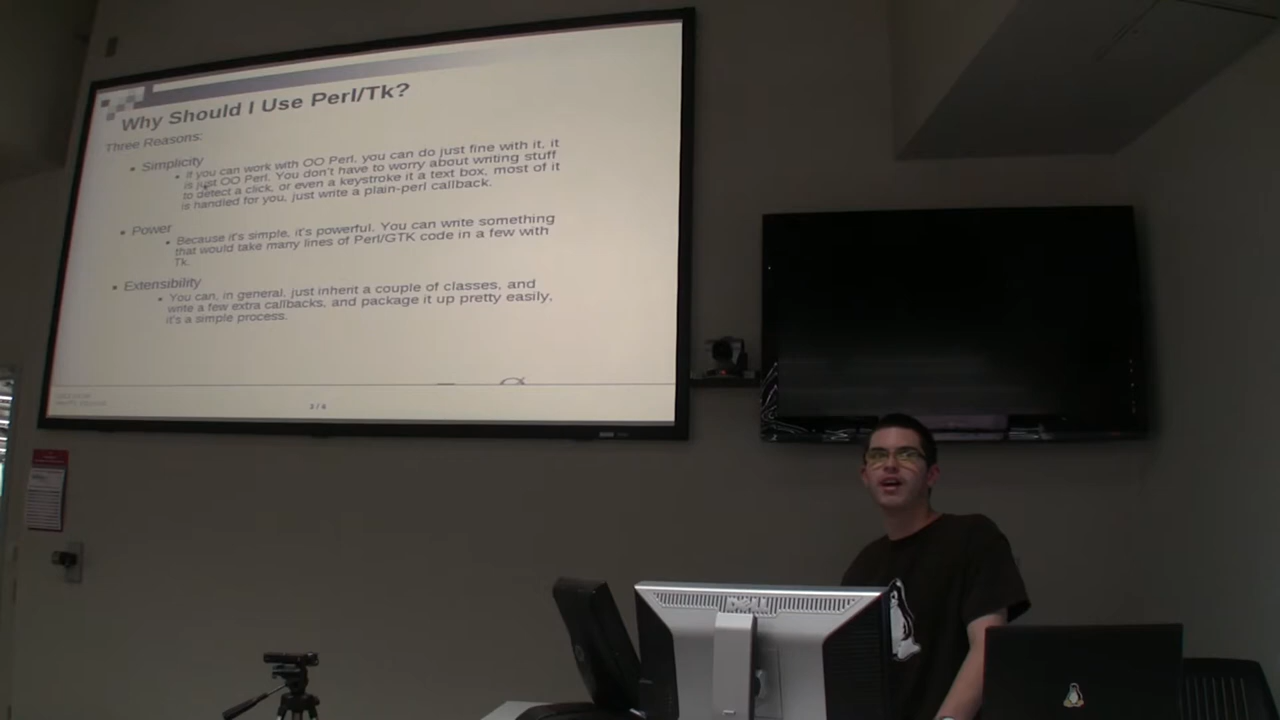 Why Should I Use Perl/Tk?
Three Reasons:
Simplicity
If you can work with OO Perl, you can do just fine with it, it
is just OO Perl. You don't have to worry about writing stuff
to detect a click, or even a keystroke it a text box, most of it
is handled for you, just write a plain-perl callback.
Power
Because it's simple, it's powerful. You can write something
that would take many lines of Perl/GTK code in a few with
Tk.
Extensibility
You can, in general, just inherit a couple of classes, and
write a few extra callbacks, and package it up pretty easily,
it's a simple process.
3 / 6
DELL